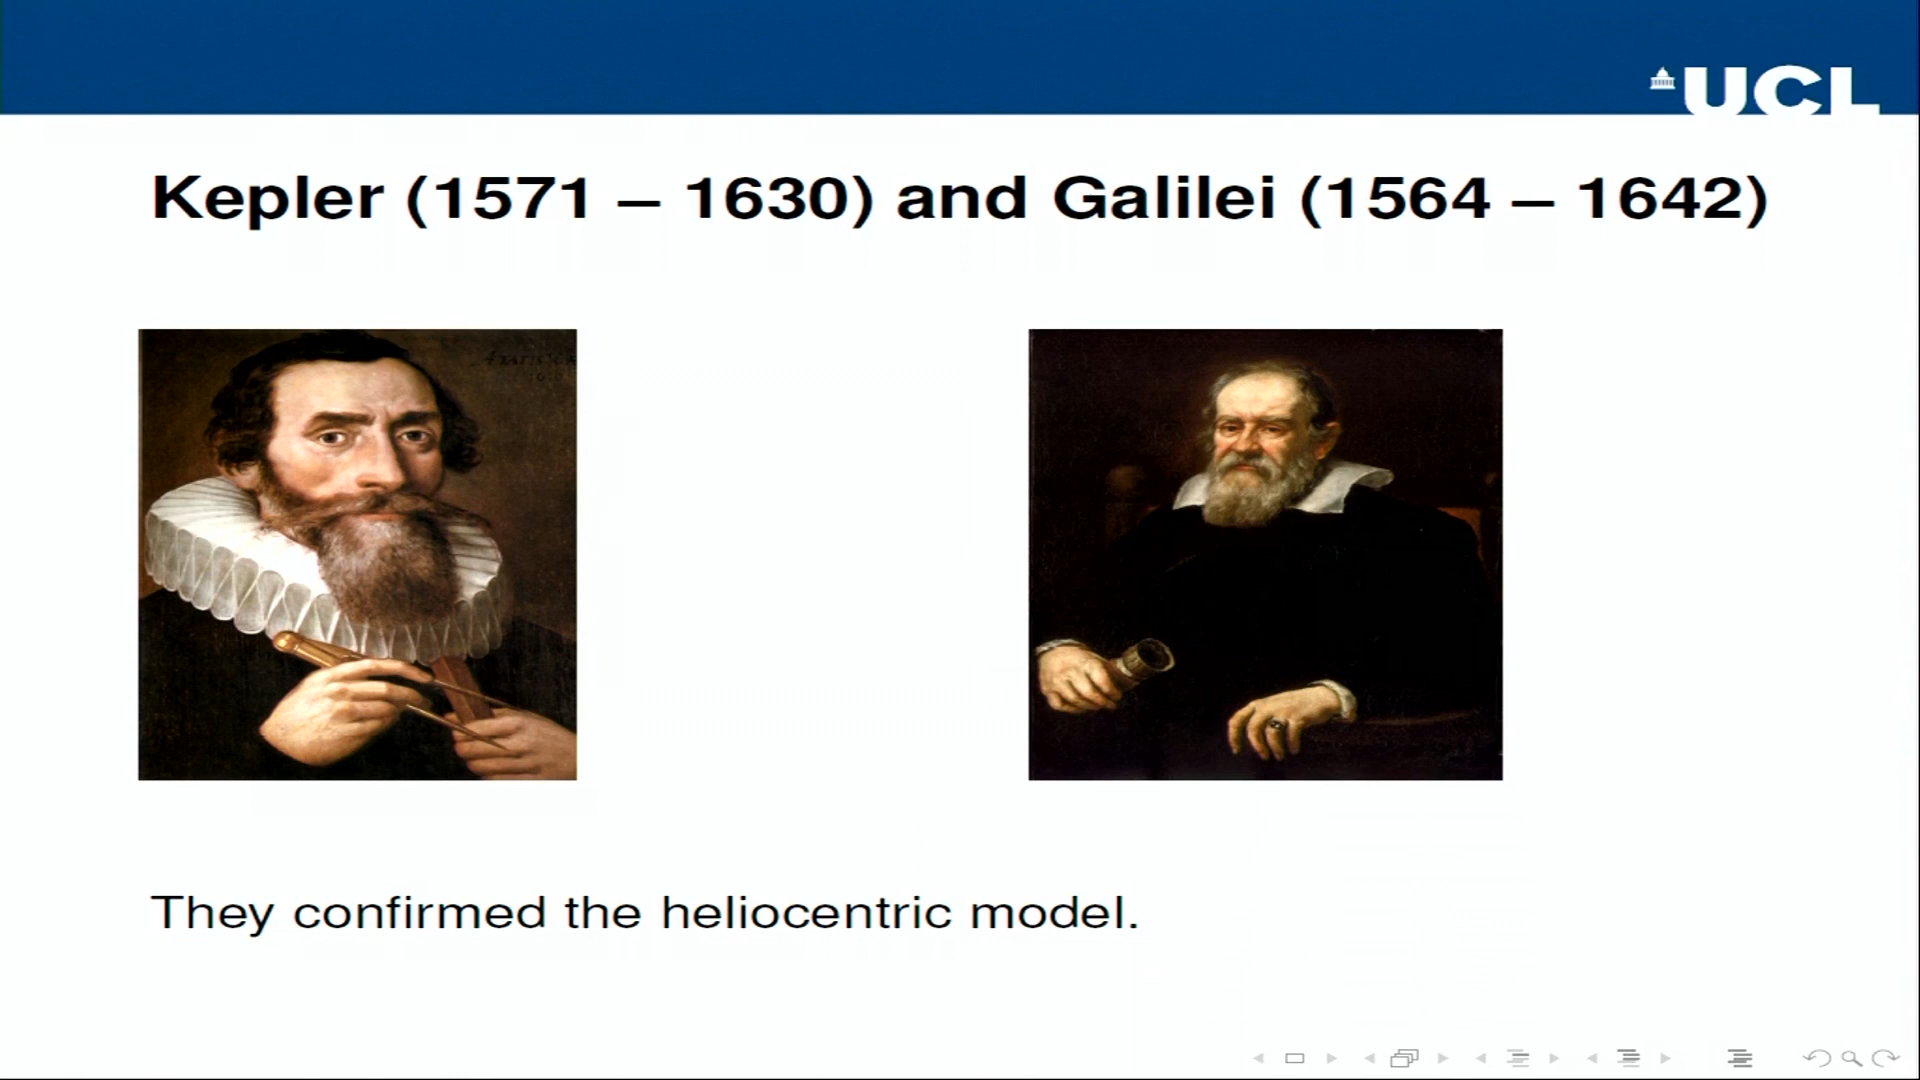 UCL
Kepler (1571 – 1630) and Galilei (1564 – 1642)
They confirmed the heliocentric model.